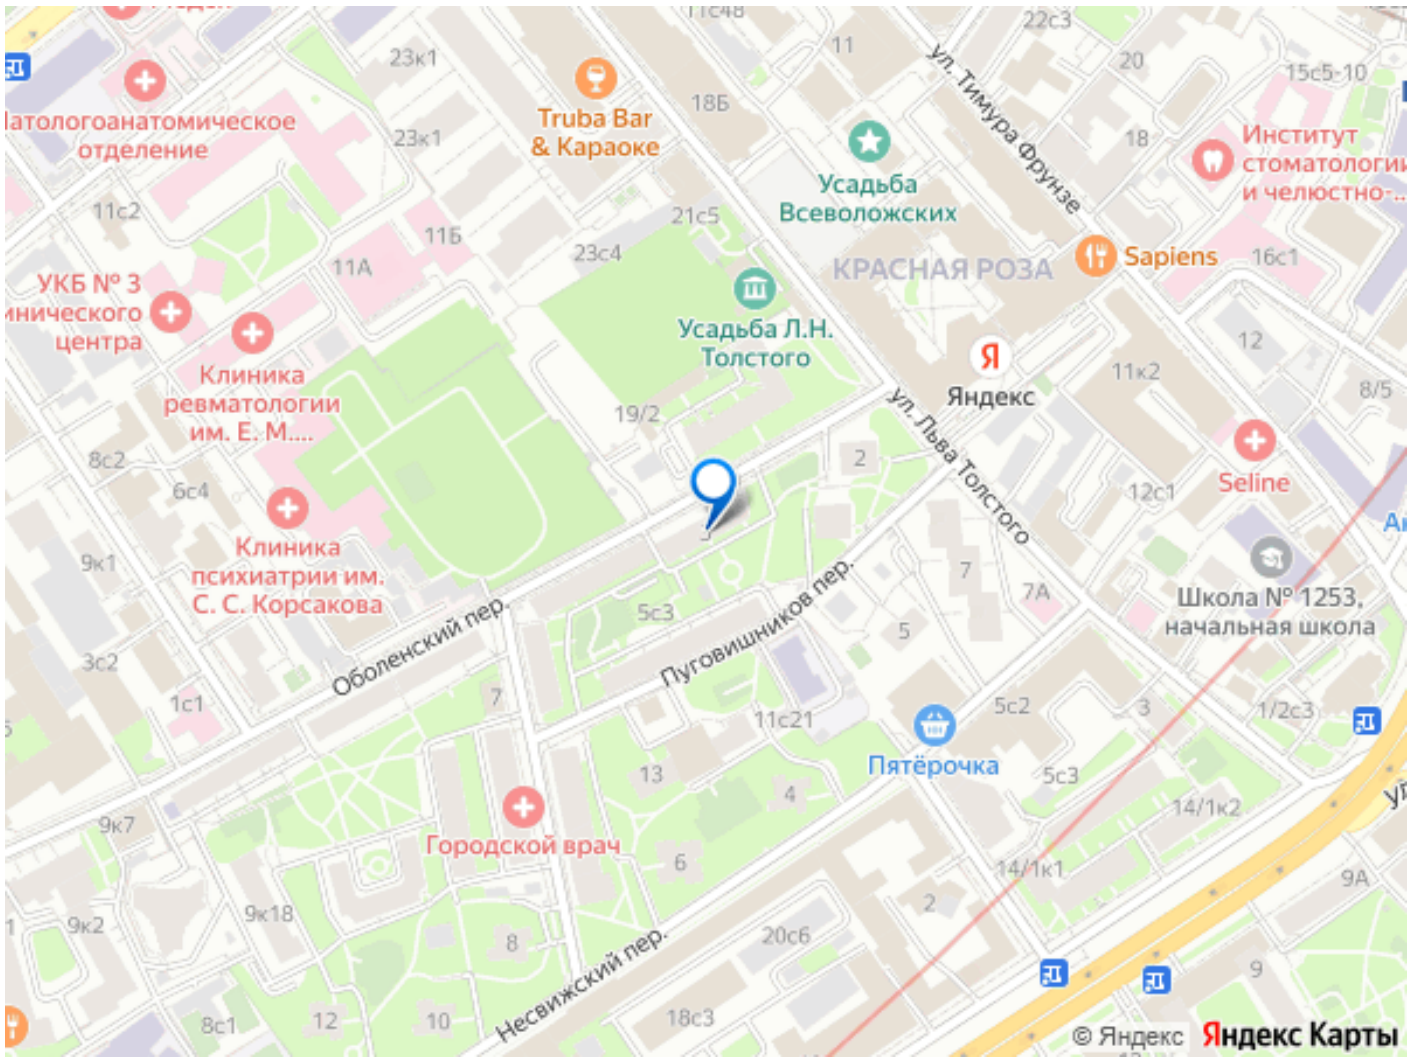 11с48
22с3
23к1
11
ул. Тимура Фрунзе
20
15с5-10
18Б
Truba Bar
& Караоке
Патологоанатомическое
отделение
23к1
18
Институт
стоматологии
и челюстно-...
Усадьба
Всеволожских
11с2
21с5
11Б
23с4
11А
КРАСНАЯ РОЗА
Sapiens
16с1
УКБ № 3
центра
Усадьба Л.Н.
Толстого
12
Клиника
ревматологии
им. Е. М....
Я
Яндекс
11к2
8/5
19/2
ул. Льва Толстого
8с2
2
6с4
12с1
Seline
Клиника
психиатрии им.
С. С. Корсакова
9к1
7
7А
Школа № 1253,
начальная школа
5с3
5
Оболенский пер.
Пуговишников пер.
3с2
1с1
7
11с21
5с2
3
1/2с3
Пятёрочка
13
4
5с3
14/1к2
9к7
Городской врач
6
14/1к1
9А
2
9к18
9к2
8
20с6
Несвижский пер.
9
8с1
12
10
18с3
© Яндекс
Яндекс Карты